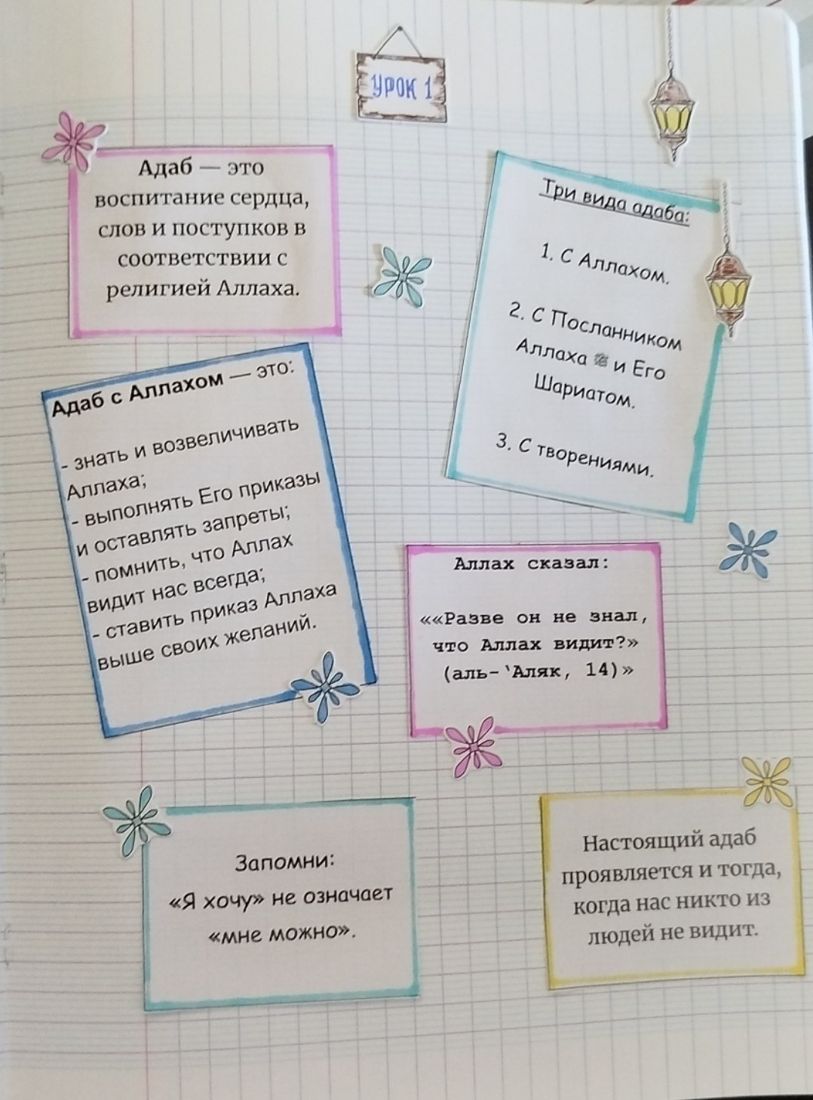 УРОК 1
Адаб — это
воспитание сердца,
слов и поступков в
соответствии с
религией Аллаха.
Три вида адаба:
1. С Аллахом.
2. С Посланником
Аллаха ﷺ и Его
Шариатом.
3. С творениями.
Адаб с Аллахом — это:
- знать и возвеличивать
Аллаха;
- выполнять Его приказы
и оставлять запреты;
- помнить, что Аллах
видит нас всегда;
- ставить приказ Аллаха
выше своих желаний.
Аллах сказал:
««Разве он не знал,
что Аллах видит?»
(аль-‘Аляк, 14)»
Запомни:
«Я хочу» не означает
«мне можно».
Настоящий адаб
проявляется и тогда,
когда нас никто из
людей не видит.